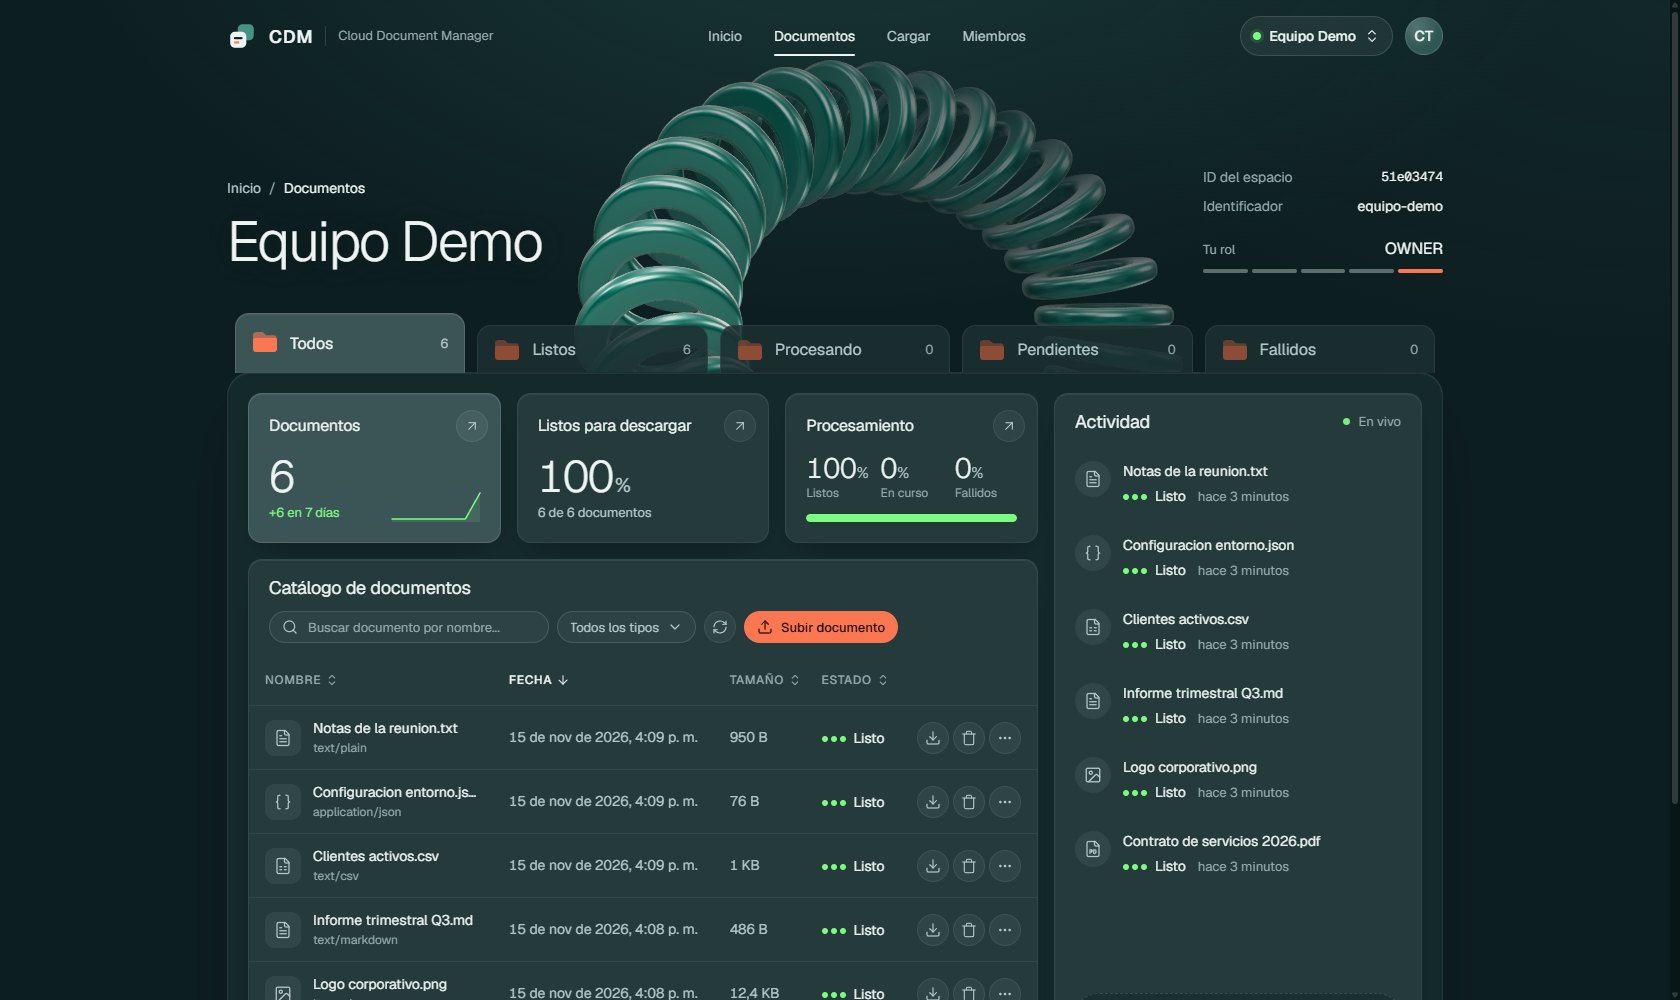 CDM
Cloud Document Manager
Inicio
Documentos
Cargar
Miembros
Equipo Demo
CT
Inicio / Documentos
Equipo Demo
ID del espacio 51e03474
Identificador equipo-demo
Tu rol OWNER
Todos 6
Listos 6
Procesando 0
Pendientes 0
Fallidos 0
Documentos
6
+6 en 7 días
Listos para descargar
100%
6 de 6 documentos
Procesamiento
100% 0% 0%
Listos En curso Fallidos
Catálogo de documentos
Buscar documento por nombre...
Todos los tipos
Subir documento
NOMBRE FECHA TAMAÑO ESTADO
Notas de la reunion.txt
text/plain
15 de nov de 2026, 4:09 p. m. 950 B Listo
Configuracion entorno.js...
application/json
15 de nov de 2026, 4:09 p. m. 76 B Listo
Clientes activos.csv
text/csv
15 de nov de 2026, 4:09 p. m. 1 KB Listo
Informe trimestral Q3.md
text/markdown
15 de nov de 2026, 4:08 p. m. 486 B Listo
Logo corporativo.png
15 de nov de 2026, 4:08 p. m. 12,4 KB Listo
Actividad
En vivo
Notas de la reunion.txt
Listo hace 3 minutos
Configuracion entorno.json
Listo hace 3 minutos
Clientes activos.csv
Listo hace 3 minutos
Informe trimestral Q3.md
Listo hace 3 minutos
Logo corporativo.png
Listo hace 3 minutos
Contrato de servicios 2026.pdf
Listo hace 3 minutos